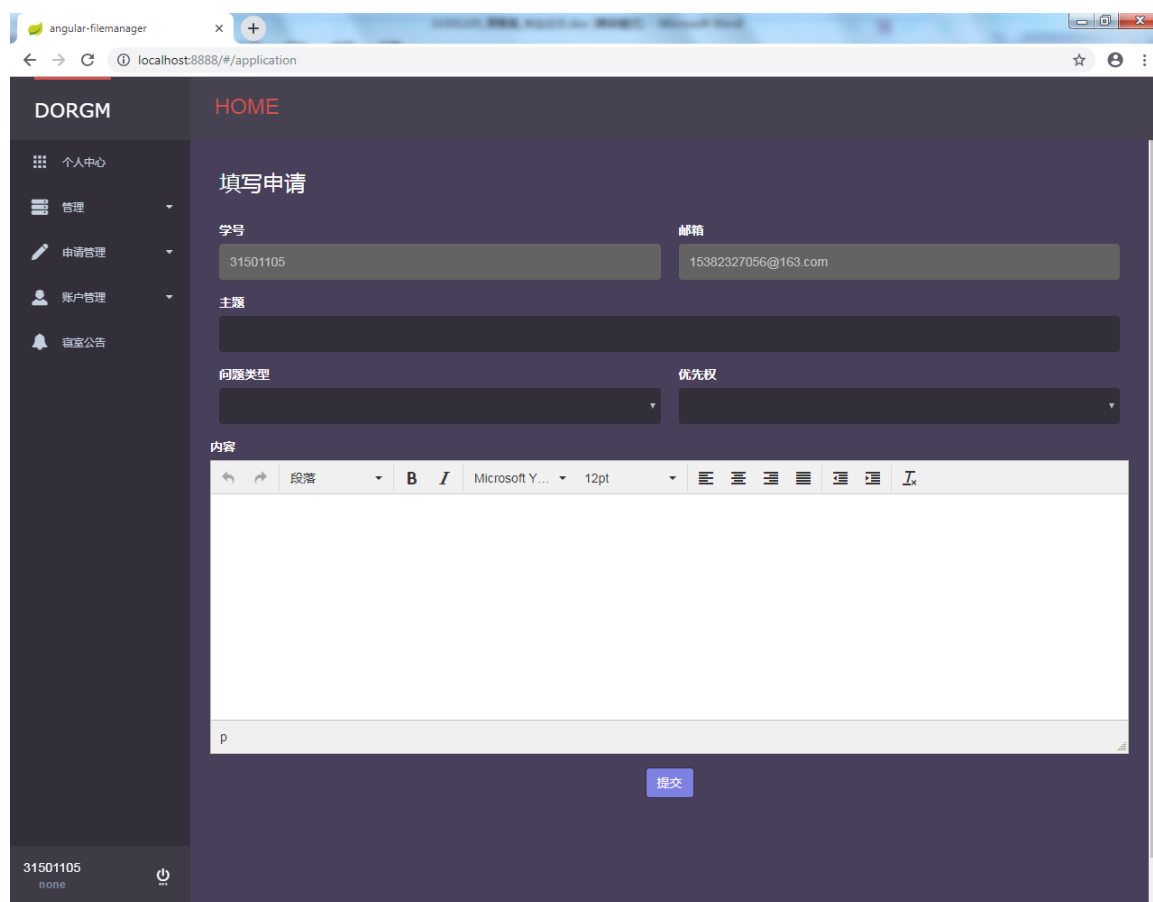 angular-filemanager
localhost:8888/#/application
DORGM
HOME
个人中心
管理
申请管理
账户管理
寝室公告
填写申请
学号
邮箱
31501105
15382327056@163.com
主题
问题类型
优先权
内容
段落
B I
Microsoft Y...
12pt
p
提交
31501105
none